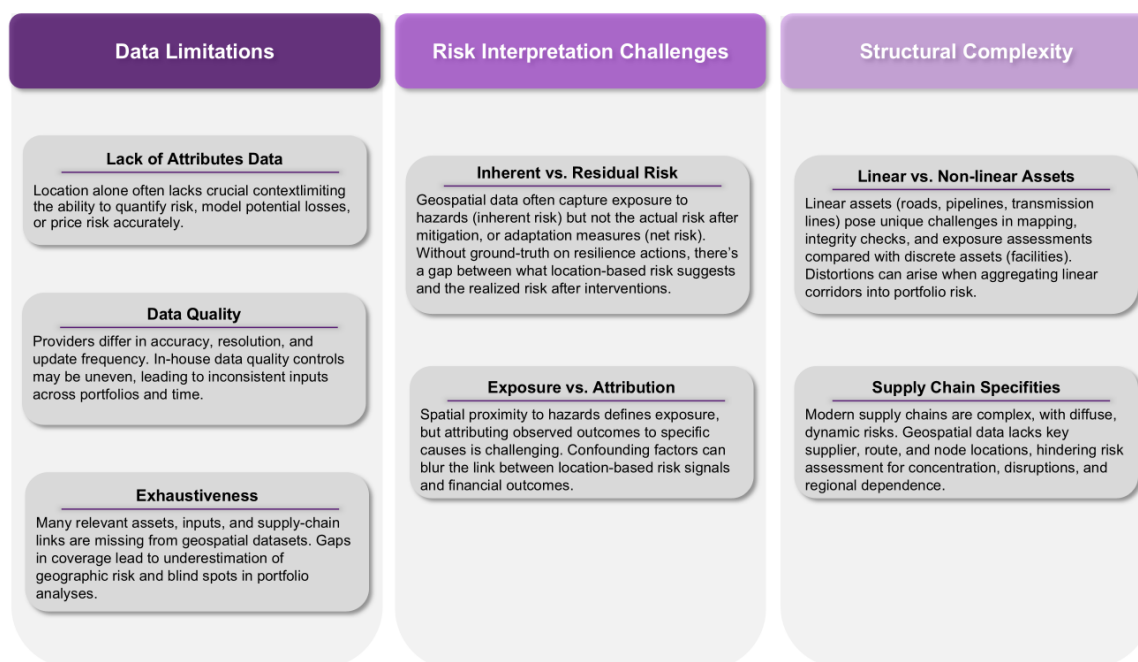 Data Limitations
Lack of Attributes Data
Location alone often lacks crucial contextlimiting
the ability to quantify risk, model potential losses,
or price risk accurately.
Data Quality
Providers differ in accuracy, resolution, and
update frequency. In-house data quality controls
may be uneven, leading to inconsistent inputs
across portfolios and time.
Exhaustiveness
Many relevant assets, inputs, and supply-chain
links are missing from geospatial datasets. Gaps
in coverage lead to underestimation of
geographic risk and blind spots in portfolio
analyses.
Risk Interpretation Challenges
Inherent vs. Residual Risk
Geospatial data often capture exposure to
hazards (inherent risk) but not the actual risk after
mitigation, or adaptation measures (net risk).
Without ground-truth on resilience actions, there’s
a gap between what location-based risk suggests
and the realized risk after interventions.
Exposure vs. Attribution
Spatial proximity to hazards defines exposure,
but attributing observed outcomes to specific
causes is challenging. Confounding factors can
blur the link between location-based risk signals
and financial outcomes.
Structural Complexity
Linear vs. Non-linear Assets
Linear assets (roads, pipelines, transmission
lines) pose unique challenges in mapping,
integrity checks, and exposure assessments
compared with discrete assets (facilities).
Distortions can arise when aggregating linear
corridors into portfolio risk.
Supply Chain Specifities
Modern supply chains are complex, with diffuse,
dynamic risks. Geospatial data lacks key
supplier, route, and node locations, hindering risk
assessment for concentration, disruptions, and
regional dependence.